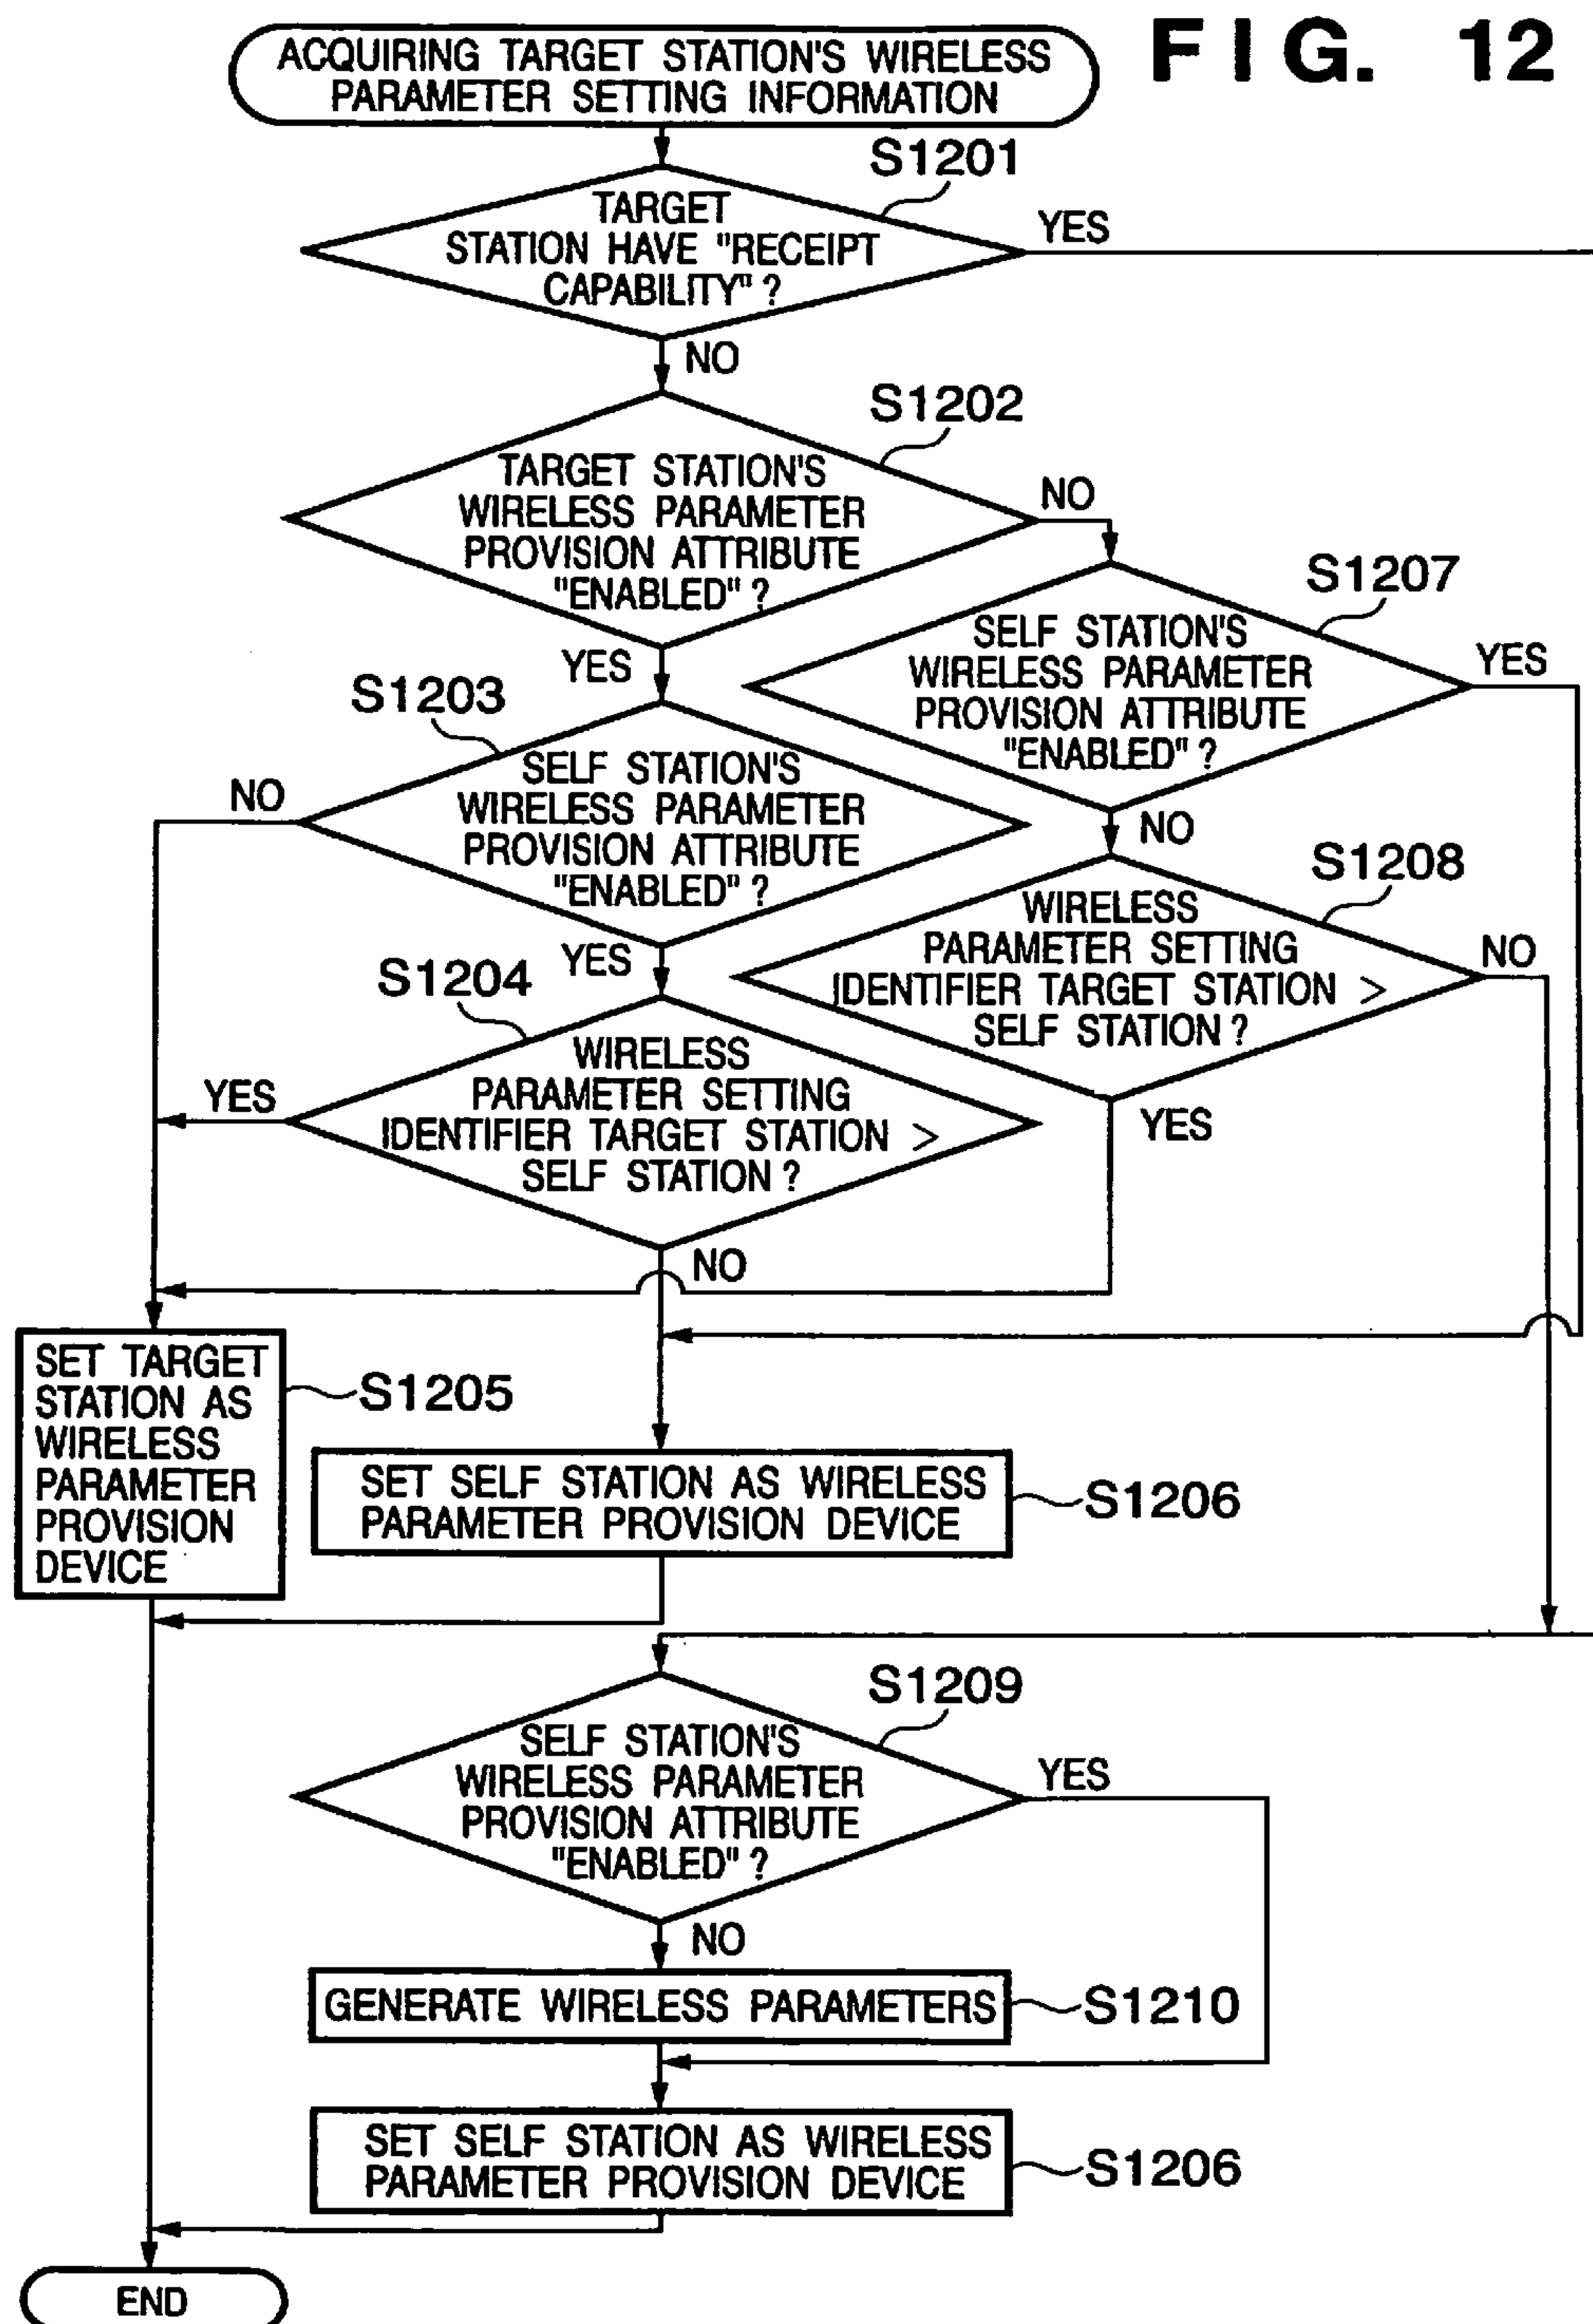 FIG. 12
ACQUIRING TARGET STATION'S WIRELESS
PARAMETER SETTING INFORMATION
S1201
TARGET
STATION HAVE "RECEIPT
CAPABILITY" ?
YES
NO
S1202
TARGET STATION'S
WIRELESS PARAMETER
PROVISION ATTRIBUTE
"ENABLED" ?
NO
YES
S1207
SELF STATION'S
WIRELESS PARAMETER
PROVISION ATTRIBUTE
"ENABLED" ?
YES
NO
S1203
SELF STATION'S
WIRELESS PARAMETER
PROVISION ATTRIBUTE
"ENABLED" ?
NO
YES
S1208
WIRELESS
PARAMETER SETTING
IDENTIFIER TARGET STATION >
SELF STATION ?
NO
YES
S1204
WIRELESS
PARAMETER SETTING
IDENTIFIER TARGET STATION >
SELF STATION ?
YES
NO
SET TARGET
STATION AS
WIRELESS
PARAMETER
PROVISION
DEVICE
S1205
SET SELF STATION AS WIRELESS
PARAMETER PROVISION DEVICE
S1206
S1209
SELF STATION'S
WIRELESS PARAMETER
PROVISION ATTRIBUTE
"ENABLED" ?
YES
NO
GENERATE WIRELESS PARAMETERS
S1210
SET SELF STATION AS WIRELESS
PARAMETER PROVISION DEVICE
S1206
END